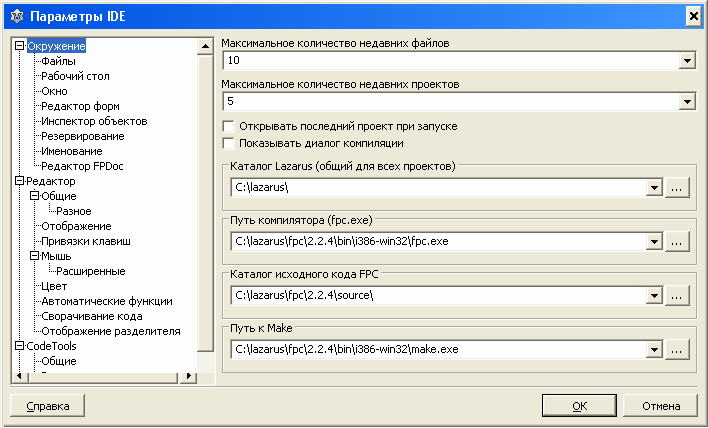 Параметры IDE
Окружение
Файлы
Рабочий стол
Окно
Редактор форм
Инспектор объектов
Резервирование
Именование
Редактор FPDoc
Редактор
Общие
Разное
Отображение
Привязки клавиш
Мышь
Расширенные
Цвет
Автоматические функции
Сворачивание кода
Отображение разделителя
CodeTools
Общие
Максимальное количество недавних файлов
10
Максимальное количество недавних проектов
5
Открывать последний проект при запуске
Показывать диалог компиляции
Каталог Lazarus (общий для всех проектов)
C:\lazarus\
...
Путь компилятора (fpc.exe)
C:\lazarus\fpc\2.2.4\bin\i386-win32\fpc.exe
...
Каталог исходного кода FPC
C:\lazarus\fpc\2.2.4\source\
...
Путь к Make
C:\lazarus\fpc\2.2.4\bin\i386-win32\make.exe
...
Справка
OK
Отмена